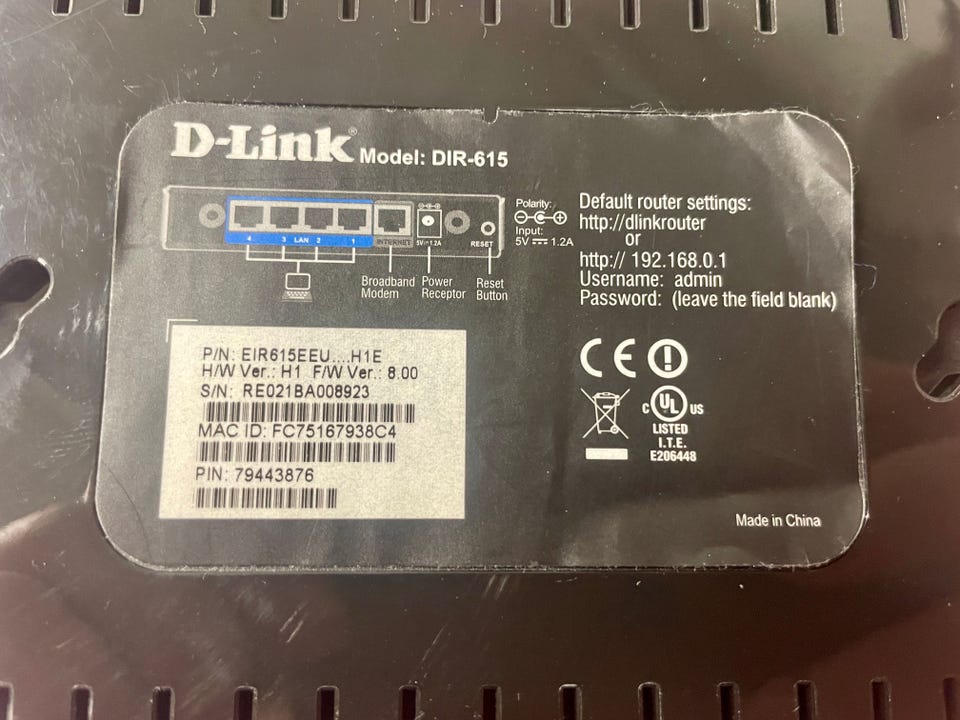 D-Link® Model: DIR-615
4 3 LAN 2 1 INTERNET 5V 1.2A RESET
Broadband Modem
Power Receptor
Reset Button
Polarity:
Input:
5V 1.2A
Default router settings:
http://dlinkrouter
or
http:// 192.168.0.1
Username: admin
Password: (leave the field blank)
P/N: EIR615EEU....H1E
H/W Ver.: H1 F/W Ver.: 8.00
S/N: RE021BA008923
MAC ID: FC75167938C4
PIN: 79443876
CE
C UL US
LISTED
I.T.E.
E206448
Made in China